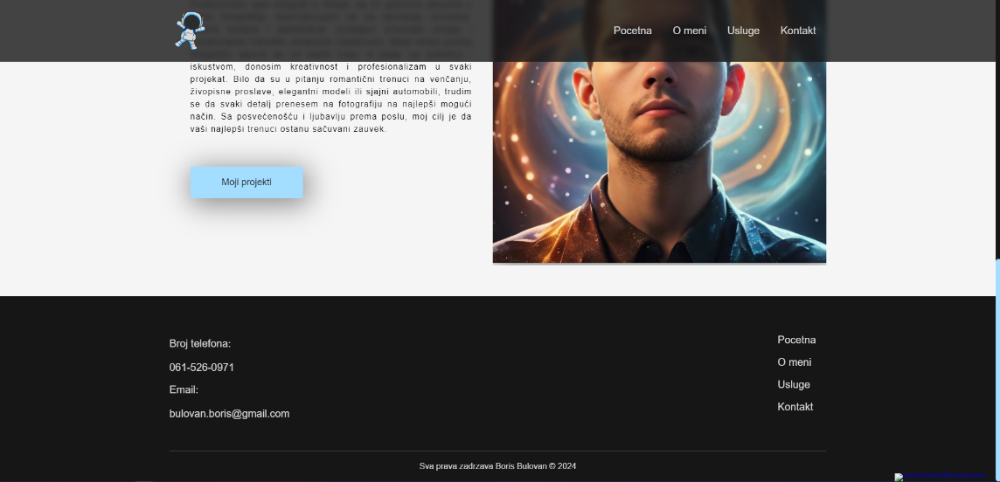 Pocetna
O meni
Usluge
Kontakt
iskustvom, donosim kreativnost i profesionalizam u svaki
projekat. Bilo da su u pitanju romantični trenuci na venčanju,
živopisne proslave, elegantni modeli ili sjajni automobili, trudim
se da svaki detalj prenesem na fotografiju na najlepši mogući
način. Sa posvećenošću i ljubavlju prema poslu, moj cilj je da
vaši najlepši trenuci ostanu sačuvani zauvek.
Moji projekti
Broj telefona:
061-526-0971
Email:
bulovan.boris@gmail.com
Pocetna
O meni
Usluge
Kontakt
Sva prava zadrzava Boris Bulovan © 2024